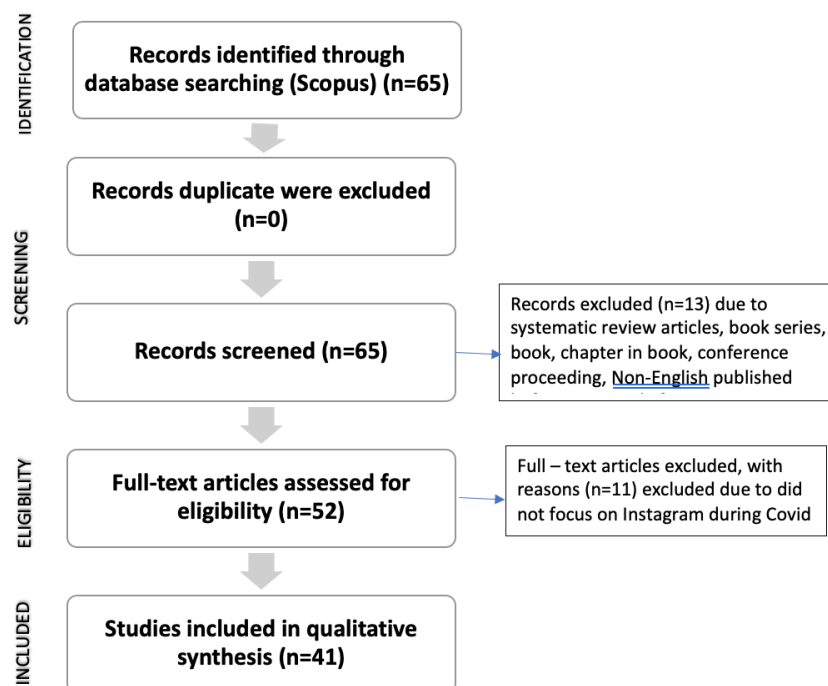 IDENTIFICATION
Records identified through
database searching (Scopus) (n=65)
SCREENING
Records duplicate were excluded
(n=0)
Records screened (n=65)
Records excluded (n=13) due to
systematic review articles, book series,
book, chapter in book, conference
proceeding, Non-English published
ELIGIBILITY
Full-text articles assessed for
eligibility (n=52)
Full – text articles excluded, with
reasons (n=11) excluded due to did
not focus on Instagram during Covid
INCLUDED
Studies included in qualitative
synthesis (n=41)